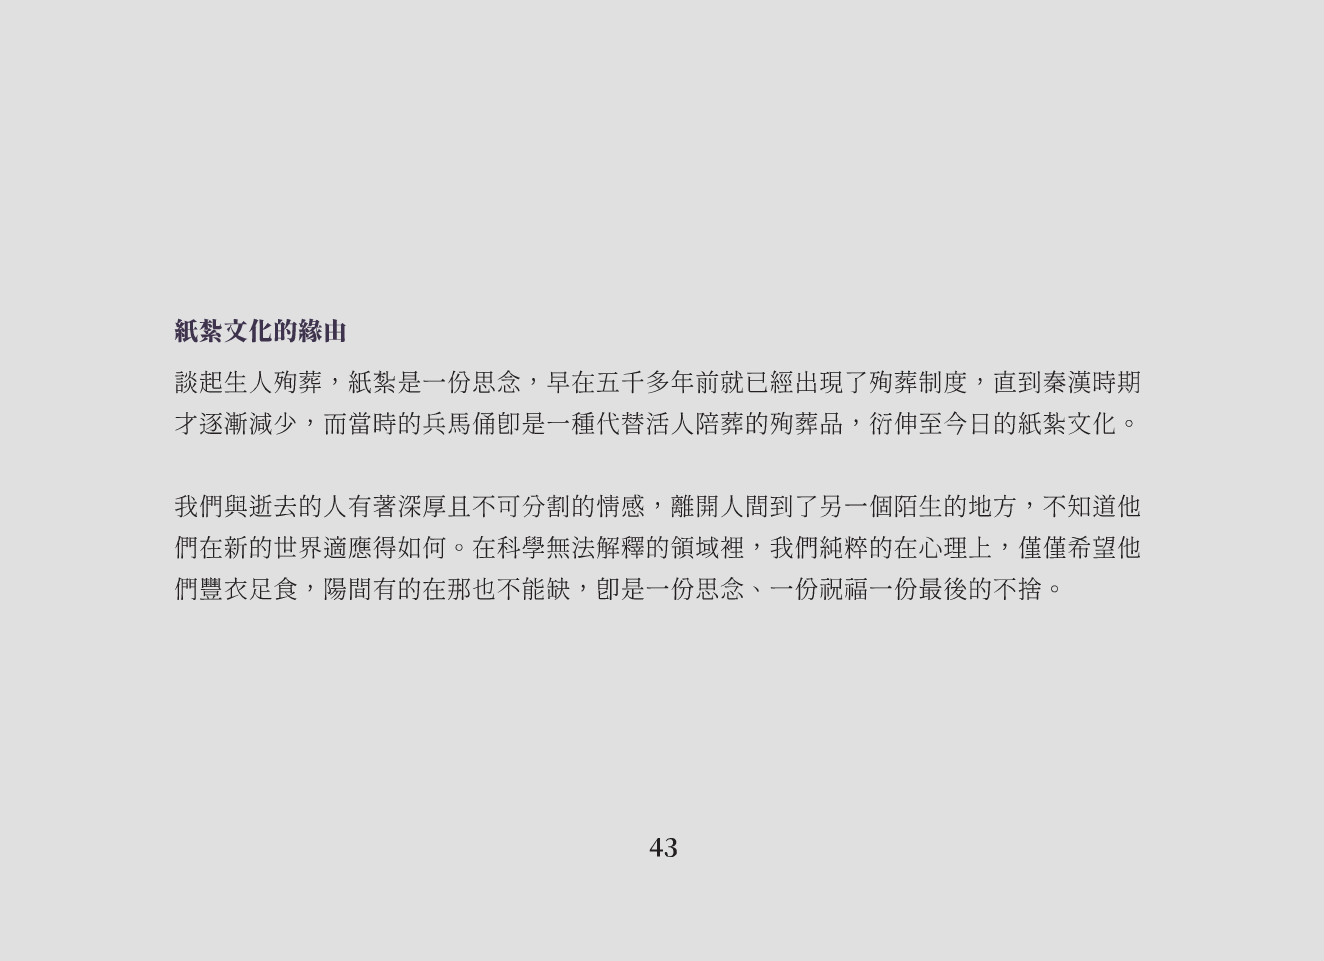 紙紮文化的緣由
談起生人殉葬，紙紮是一份思念，早在五千多年前就已經出現了殉葬制度，直到秦漢時期
才逐漸減少，而當時的兵馬俑卽是一種代替活人陪葬的殉葬品，衍伸至今日的紙紮文化。
我們與逝去的人有著深厚且不可分割的情感，離開人間到了另一個陌生的地方，不知道他
們在新的世界適應得如何。在科學無法解釋的領域裡，我們純粹的在心理上，僅僅希望他
們豐衣足食，陽間有的在那也不能缺，卽是一份思念、一份祝福一份最後的不捨。
43